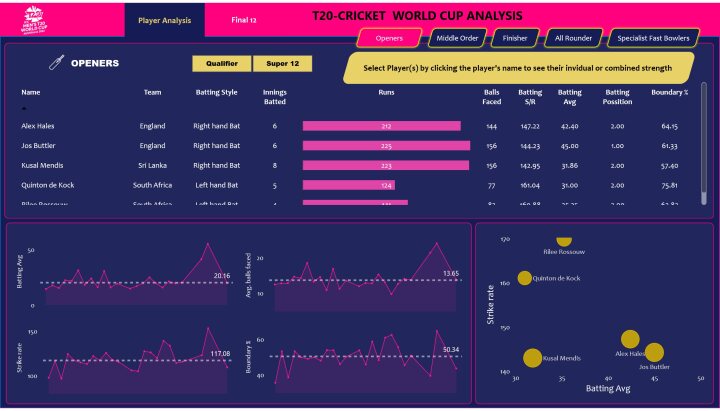 MEN'S T20
WORLD CUP
Player Analysis
Final 12
T20-CRICKET WORLD CUP ANALYSIS
Openers
Middle Order
Finisher
All Rounder
Specialist Fast Bowlers
OPENERS
Qualifier
Super 12
Select Player(s) by clicking the player's name to see their invidual or combined strength
Name Team Batting Style Innings Batted Runs Balls Faced Batting S/R Batting Avg Batting Possition Boundary %
Alex Hales England Right hand Bat 6 212 144 147.22 42.40 2.00 64.15
Jos Buttler England Right hand Bat 6 225 156 144.23 45.00 1.00 61.33
Kusal Mendis Sri Lanka Right hand Bat 8 223 156 142.95 31.86 2.00 57.40
Quinton de Kock South Africa Left hand Bat 5 124 77 161.04 31.00 2.00 75.81
Rilee Rossouw South Africa Left hand Bat
Batting Avg
50
0
20.16
Avg. balls faced
20
10
13.65
Strike rate
150
100
117.08
Boundary %
60
40
50.34
Strike rate
170
160
150
140
Rilee Rossouw
Quinton de Kock
Kusal Mendis
Alex Hales
Jos Buttler
30 35 40 45 50
Batting Avg